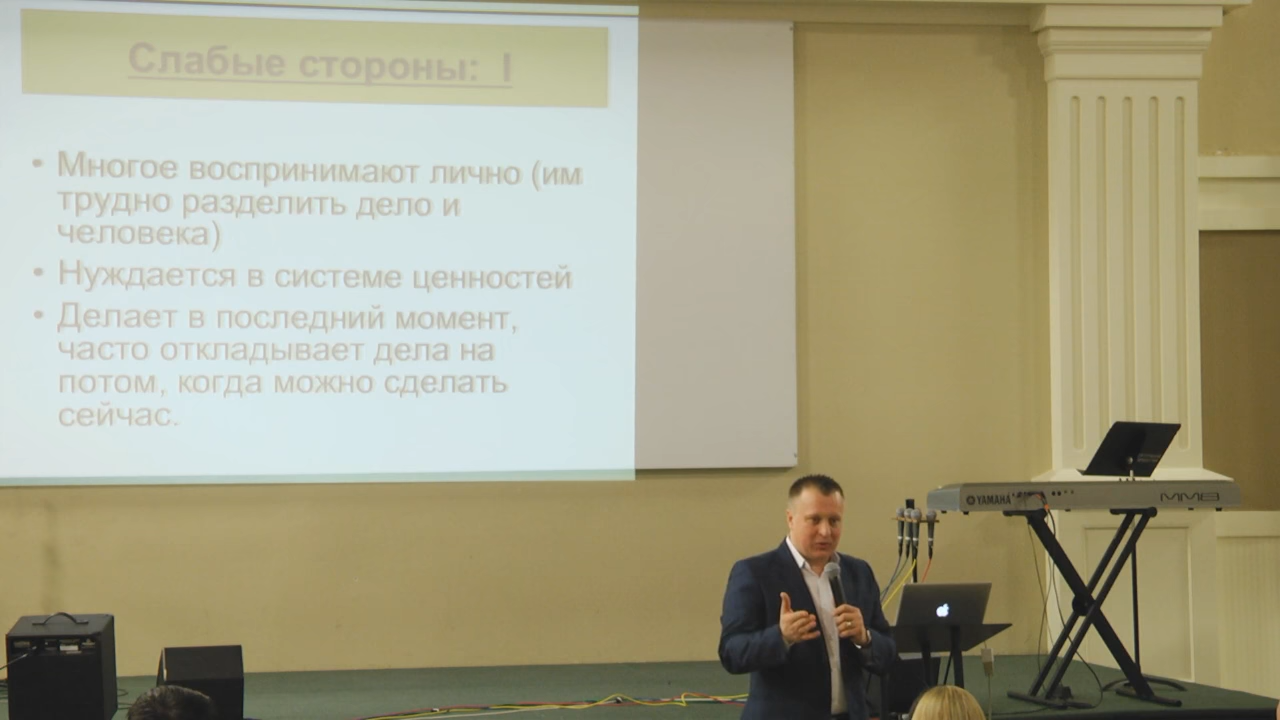 Слабые стороны: I
• Многое воспринимают лично (им
трудно разделить дело и
человека)
• Нуждается в системе ценностей
• Делает в последний момент,
часто откладывает дела на
потом, когда можно сделать
сейчас.
YAMAHA
MM8